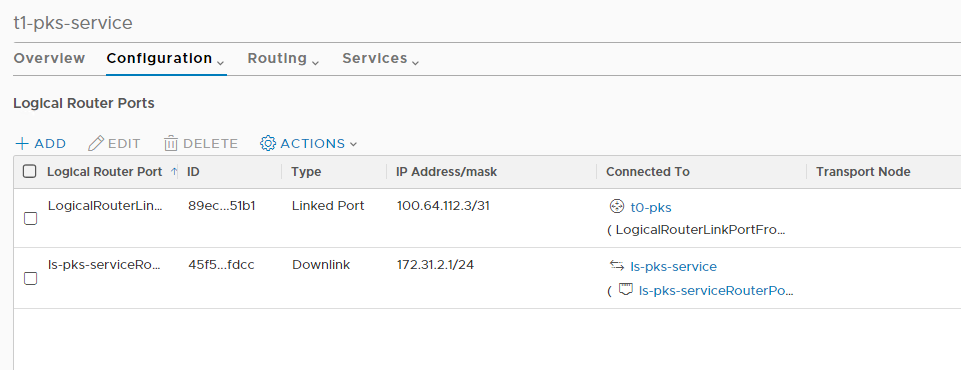 t1-pks-service
Overview Configuration Routing Services
Logical Router Ports
+ ADD EDIT DELETE ACTIONS
Logical Router Port ID Type IP Address/mask Connected To Transport Node
LogicalRouterLin... 89ec...51b1 Linked Port 100.64.112.3/31 t0-pks
( LogicalRouterLinkPortFro...
ls-pks-serviceRo... 45f5...fdcc Downlink 172.31.2.1/24 ls-pks-service
( ls-pks-serviceRouterPo...